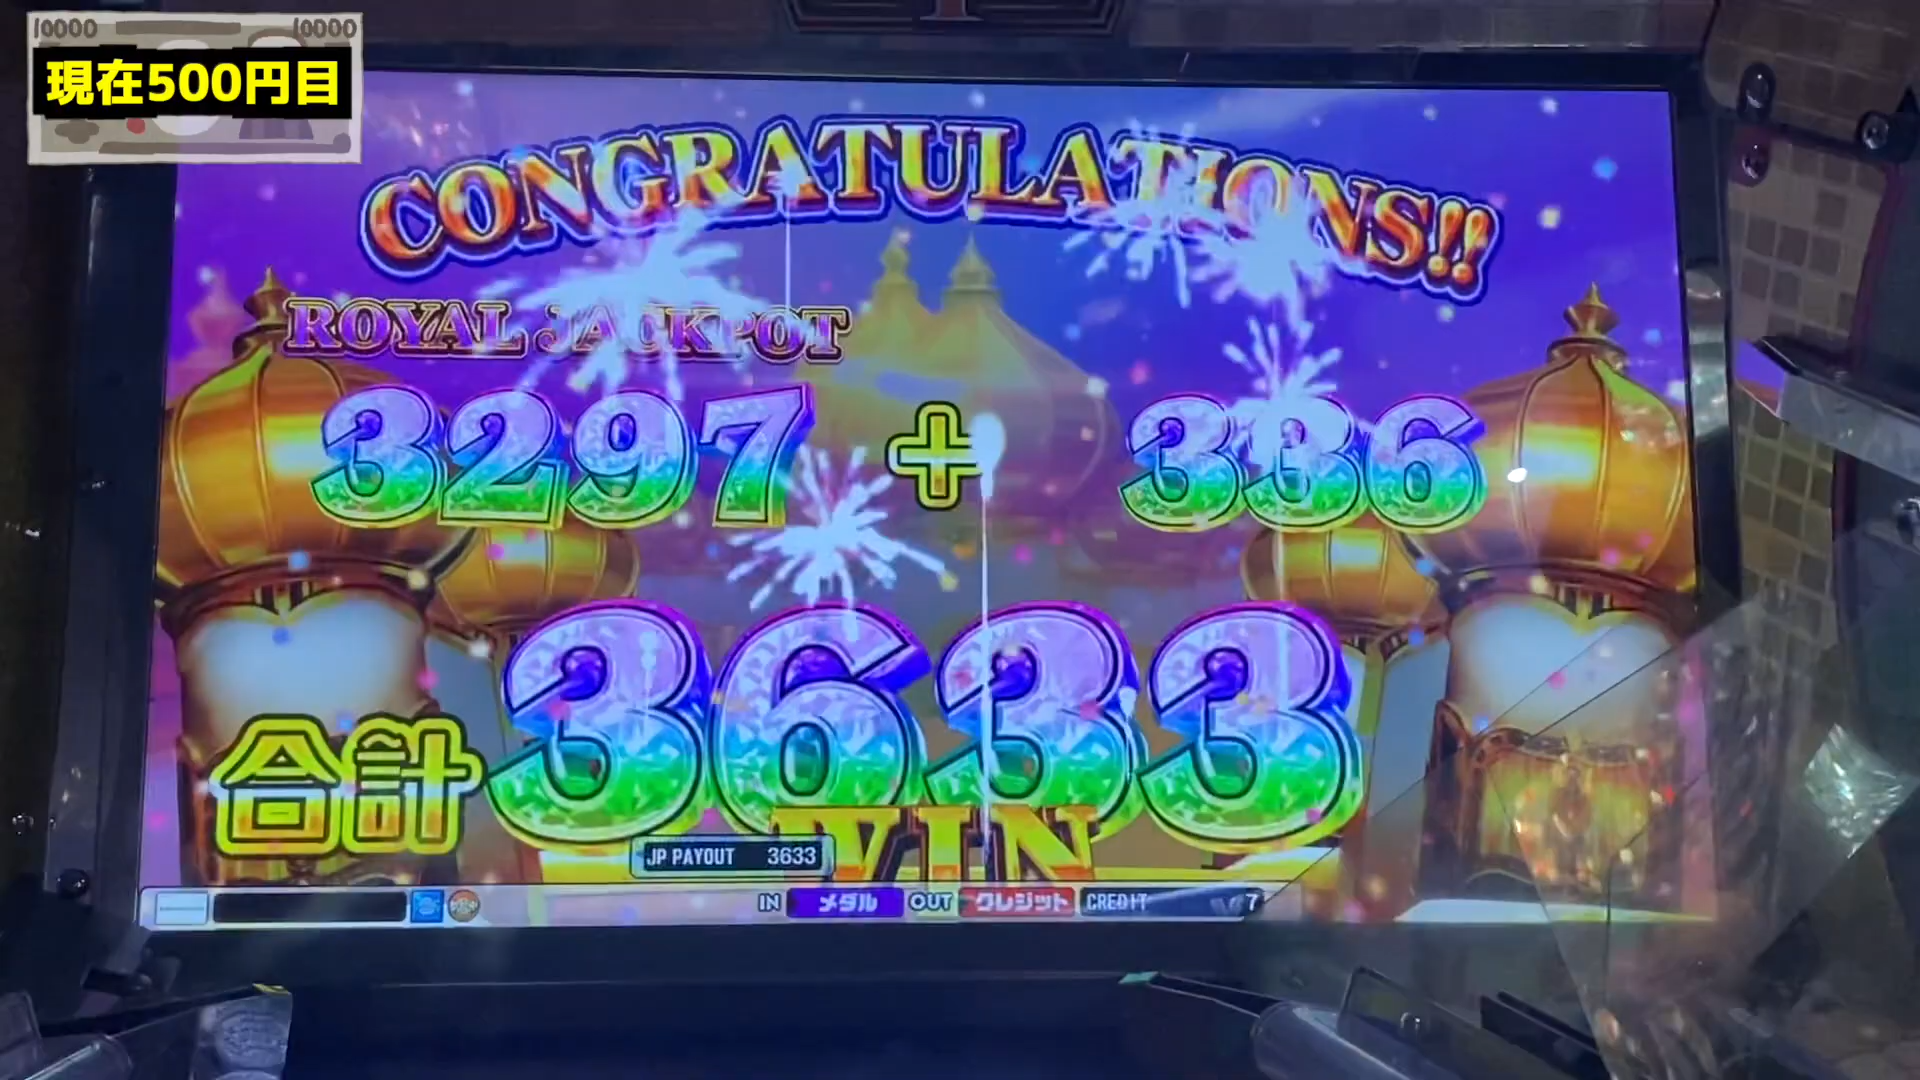 10000 10000
現在500円目
CONGRATULATIONS!!
ROYAL JACKPOT
3297 + 336
合計 3633
WIN
JP PAYOUT 3633
IN メダル OUT クレジット CREDIT 7